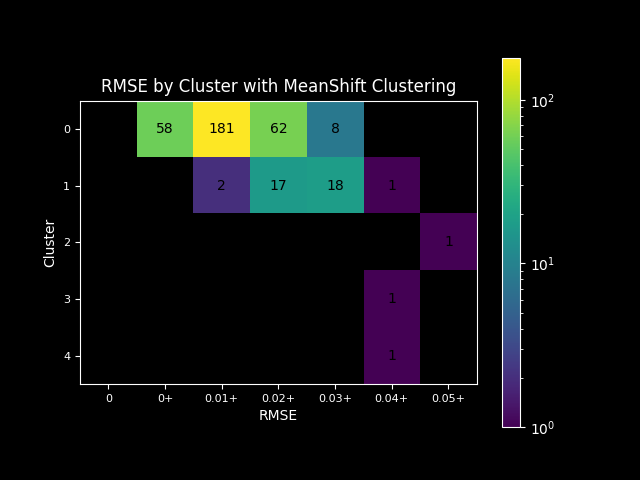 RMSE by Cluster with MeanShift Clustering
0 58 181 62 8
1 2 17 18 1
2 1
3 1
4 1
Cluster
0 0+ 0.01+ 0.02+ 0.03+ 0.04+ 0.05+
RMSE
10²
10¹
10⁰